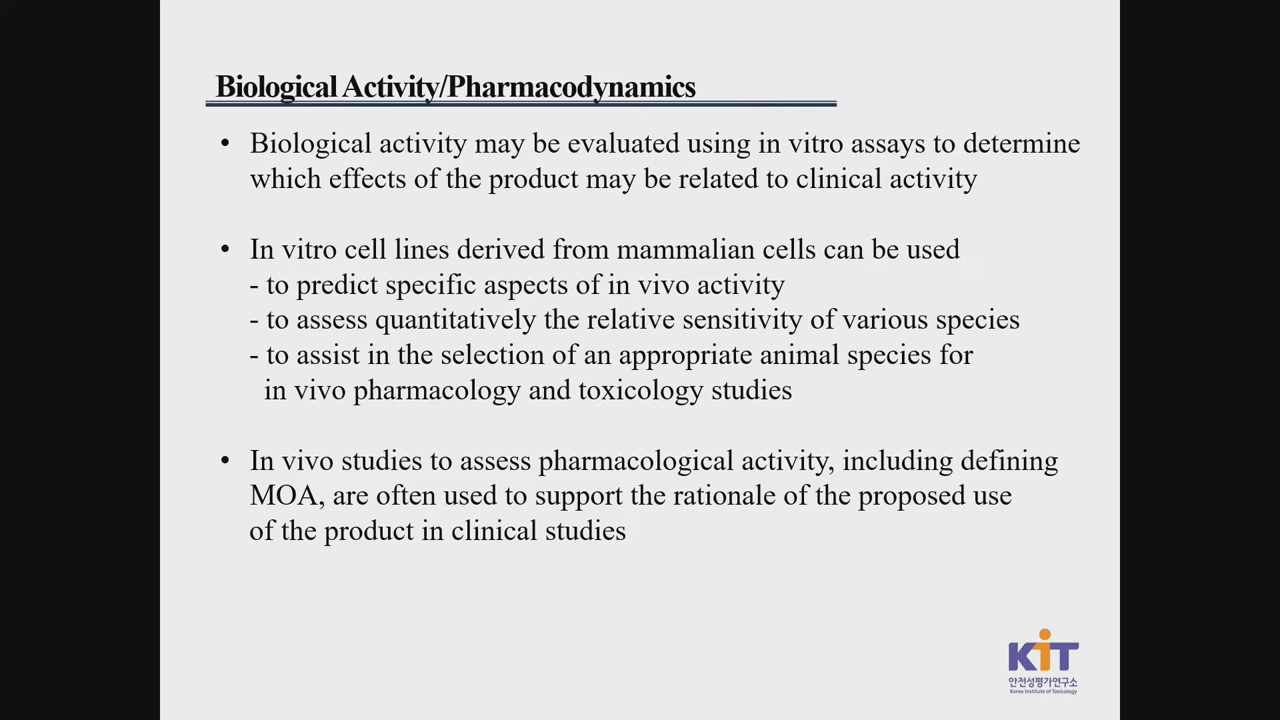 Biological Activity/Pharmacodynamics
• Biological activity may be evaluated using in vitro assays to determine
which effects of the product may be related to clinical activity
• In vitro cell lines derived from mammalian cells can be used
- to predict specific aspects of in vivo activity
- to assess quantitatively the relative sensitivity of various species
- to assist in the selection of an appropriate animal species for
in vivo pharmacology and toxicology studies
• In vivo studies to assess pharmacological activity, including defining
MOA, are often used to support the rationale of the proposed use
of the product in clinical studies
KiT
안전성평가연구소
Korea Institute of Toxicology